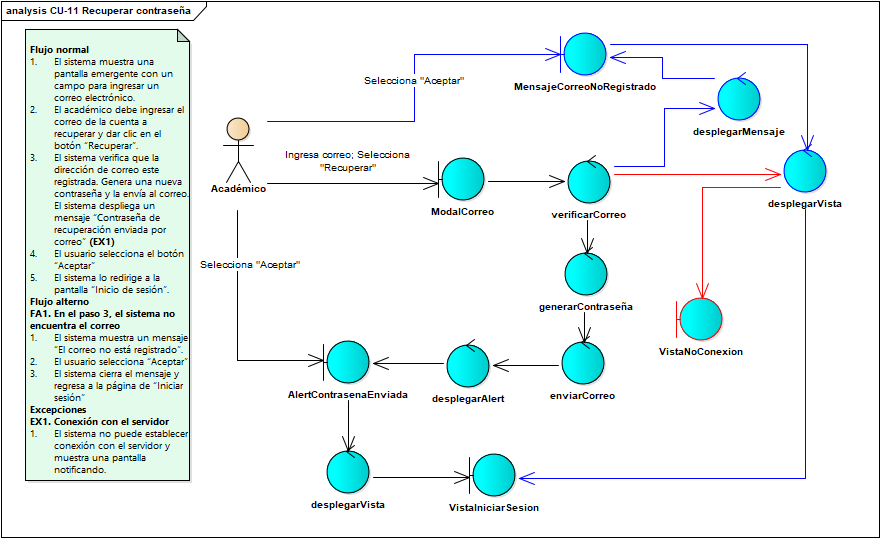 analysis CU-11 Recuperar contraseña
Flujo normal
1. El sistema muestra una
pantalla emergente con un
campo para ingresar un
correo electrónico.
2. El académico debe ingresar el
correo de la cuenta a
recuperar y dar clic en el
botón “Recuperar”.
3. El sistema verifica que la
dirección de correo este
registrada. Genera una nueva
contraseña y la envía al correo.
El sistema despliega un
mensaje “Contraseña de
recuperación enviada por
correo” (EX1)
4. El usuario selecciona el botón
“Aceptar”
5. El sistema lo redirige a la
pantalla “Inicio de sesión”.
Flujo alterno
FA1. En el paso 3, el sistema no
encuentra el correo
1. El sistema muestra un mensaje
“El correo no está registrado”.
2. El usuario selecciona “Aceptar”
3. El sistema cierra el mensaje y
regresa a la página de “Iniciar
sesión”
Excepciones
EX1. Conexión con el servidor
1. El sistema no puede establecer
conexión con el servidor y
muestra una pantalla
notificando.
Selecciona "Aceptar"
MensajeCorreoNoRegistrado
desplegarMensaje
Ingresa correo; Selecciona
"Recuperar"
Académico
ModalCorreo
verificarCorreo
desplegarVista
Selecciona "Aceptar"
generarContraseña
VistaNoConexion
AlertContrasenaEnviada
desplegarAlert
enviarCorreo
desplegarVista
VistaIniciarSesion